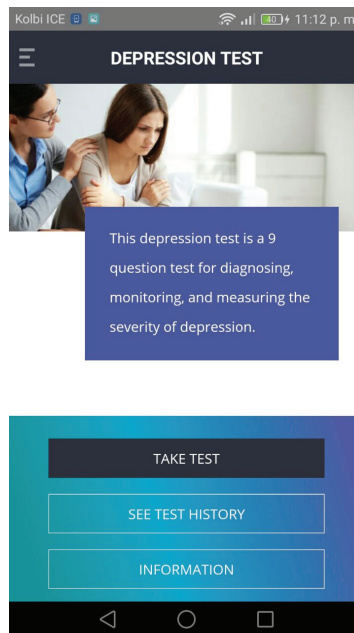 Kolbi ICE 40 11:12 p. m
DEPRESSION TEST
This depression test is a 9
question test for diagnosing,
monitoring, and measuring the
severity of depression.
TAKE TEST
SEE TEST HISTORY
INFORMATION